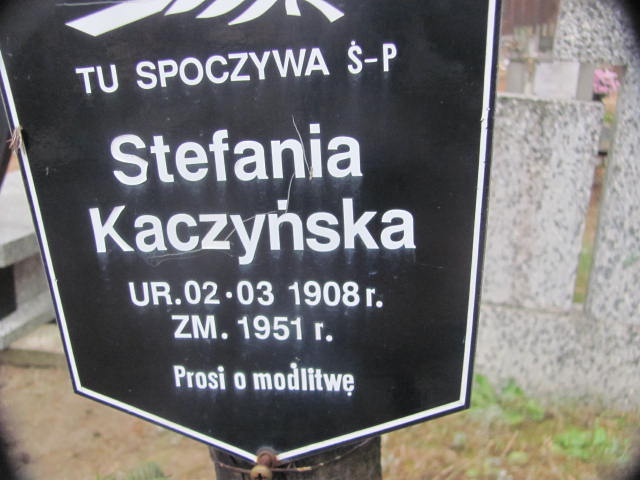 TU SPOCZYWA Ś-P
Stefania
Kaczyńska
UR.02·03 1908 r.
ZM. 1951 r.
Prosi o modlitwę